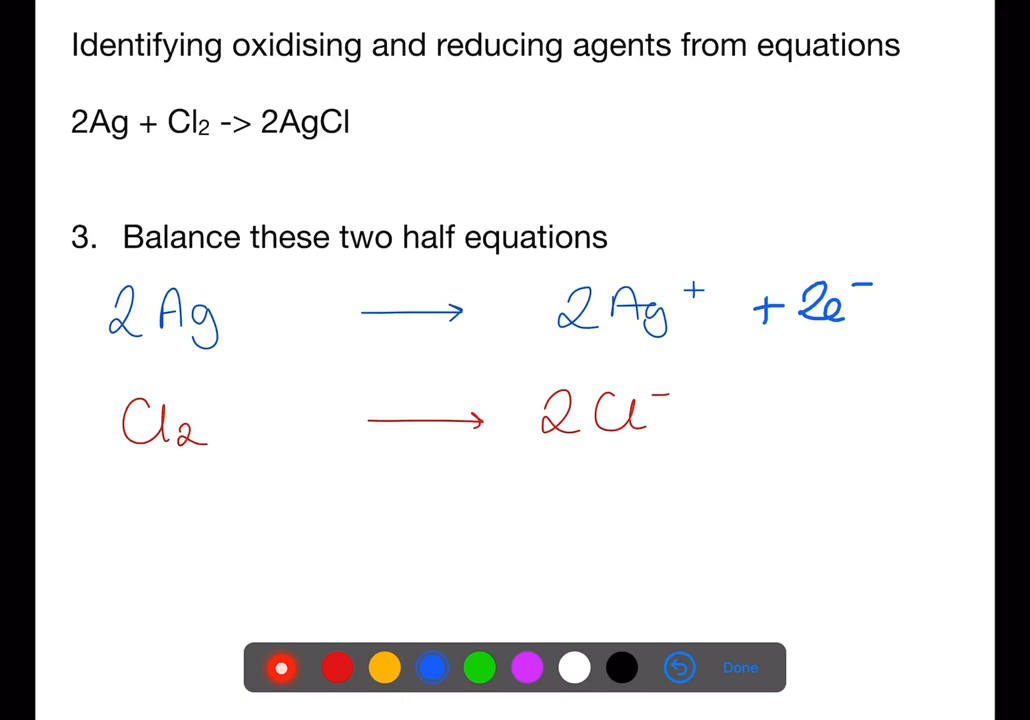 Identifying oxidising and reducing agents from equations
2Ag + Cl₂ -> 2AgCl
3. Balance these two half equations
2Ag ⟶ 2Ag⁺ + 2e⁻
Cl₂ ⟶ 2Cl⁻
Done